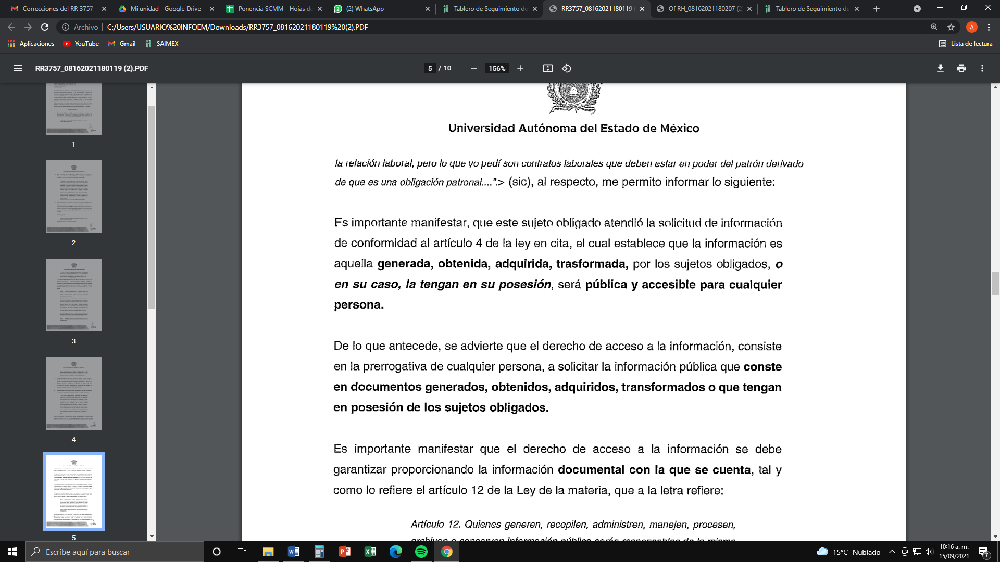 Correcciones del RR 3757 -
Mi unidad - Google Drive
Ponencia SCMM - Hojas de
(2) WhatsApp
Tablero de Seguimiento de
RR3757_08162021180119
Of RH_08162021180207 (2
Tablero de Seguimiento de
Archivo
C:/Users/USUARIO%20INFOEM/Downloads/RR3757_08162021180119%20(2).PDF
A
Aplicaciones
YouTube
Gmail
SAIMEX
Lista de lectura
RR3757_08162021180119 (2).PDF
5 / 10
156%
1
2
3
4
5
Universidad Autónoma del Estado de México
la relación laboral, pero lo que yo pedí son contratos laborales que deben estar en poder del patrón derivado
de que es una obligación patronal....”.> (sic), al respecto, me permito informar lo siguiente:
Es importante manifestar, que este sujeto obligado atendió la solicitud de información
de conformidad al artículo 4 de la ley en cita, el cual establece que la información es
aquella generada, obtenida, adquirida, trasformada, por los sujetos obligados, o
en su caso, la tengan en su posesión, será pública y accesible para cualquier
persona.
De lo que antecede, se advierte que el derecho de acceso a la información, consiste
en la prerrogativa de cualquier persona, a solicitar la información pública que conste
en documentos generados, obtenidos, adquiridos, transformados o que tengan
en posesión de los sujetos obligados.
Es importante manifestar que el derecho de acceso a la información se debe
garantizar proporcionando la información documental con la que se cuenta, tal y
como lo refiere el artículo 12 de la Ley de la materia, que a la letra refiere:
Artículo 12. Quienes generen, recopilen, administren, manejen, procesen,
archiven o conserven información pública serán responsables de la misma
Escribe aquí para buscar
15°C Nublado
10:16 a. m.
15/09/2021
7